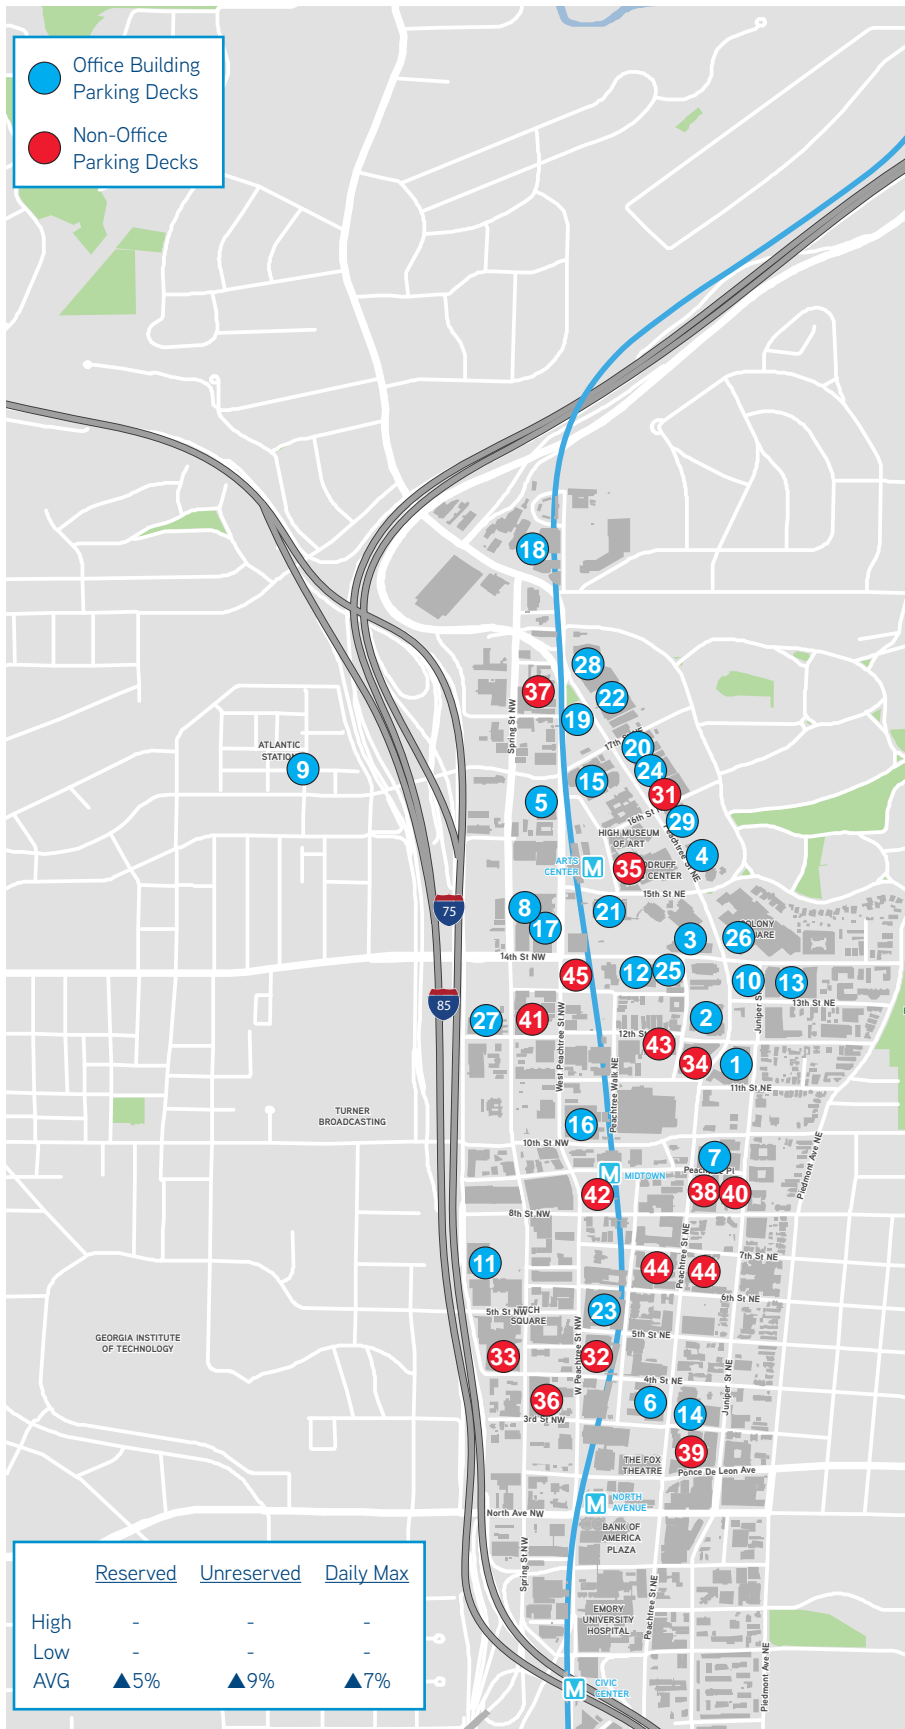 Office Building
Parking Decks
Non-Office
Parking Decks
18
28
37
22
Spring St NW
19
17th St NE
20
ATLANTIC
STATION
9
24
15
31
5
16th St
29
HIGH MUSEUM
OF ART
Peachtree St NE
4
ARTS
CENTER
M
35
CENTER
15th St NE
75
8
21
17
3
26
14th St NW
45
12
25
10
13
85
13th St NE
27
41
2
Juniper St
West Peachtree St NW
12th St
43
34
1
11th St NE
Peachtree Walk NE
TURNER
BROADCASTING
16
10th St NW
7
Piedmont Ave NE
M
MIDTOWN
42
38
40
8th St NW
Peachtree St NE
7th St NE
11
44
44
6th St NE
5th St NW
TECH
SQUARE
23
5th St NE
GEORGIA INSTITUTE
OF TECHNOLOGY
W Peachtree St NW
33
32
4th St NE
Juniper St NE
36
6
14
3rd St NW
39
THE FOX
THEATRE
Ponce De Leon Ave
M
NORTH
AVENUE
North Ave NW
BANK OF
AMERICA
PLAZA
Spring St NW
Peachtree St NE
EMORY
UNIVERSITY
HOSPITAL
Piedmont Ave NE
M
CIVIC
CENTER
Reserved Unreserved Daily Max
High - - -
Low - - -
AVG ▲5% ▲9% ▲7%